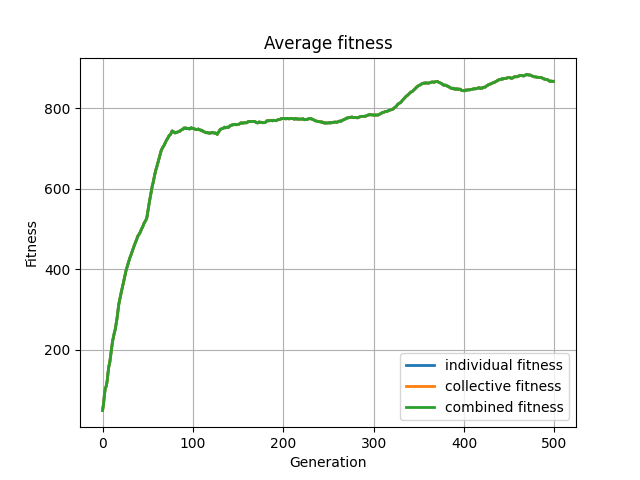 Average fitness
Fitness
800
600
400
200
0
100
200
300
400
500
Generation
individual fitness
collective fitness
combined fitness